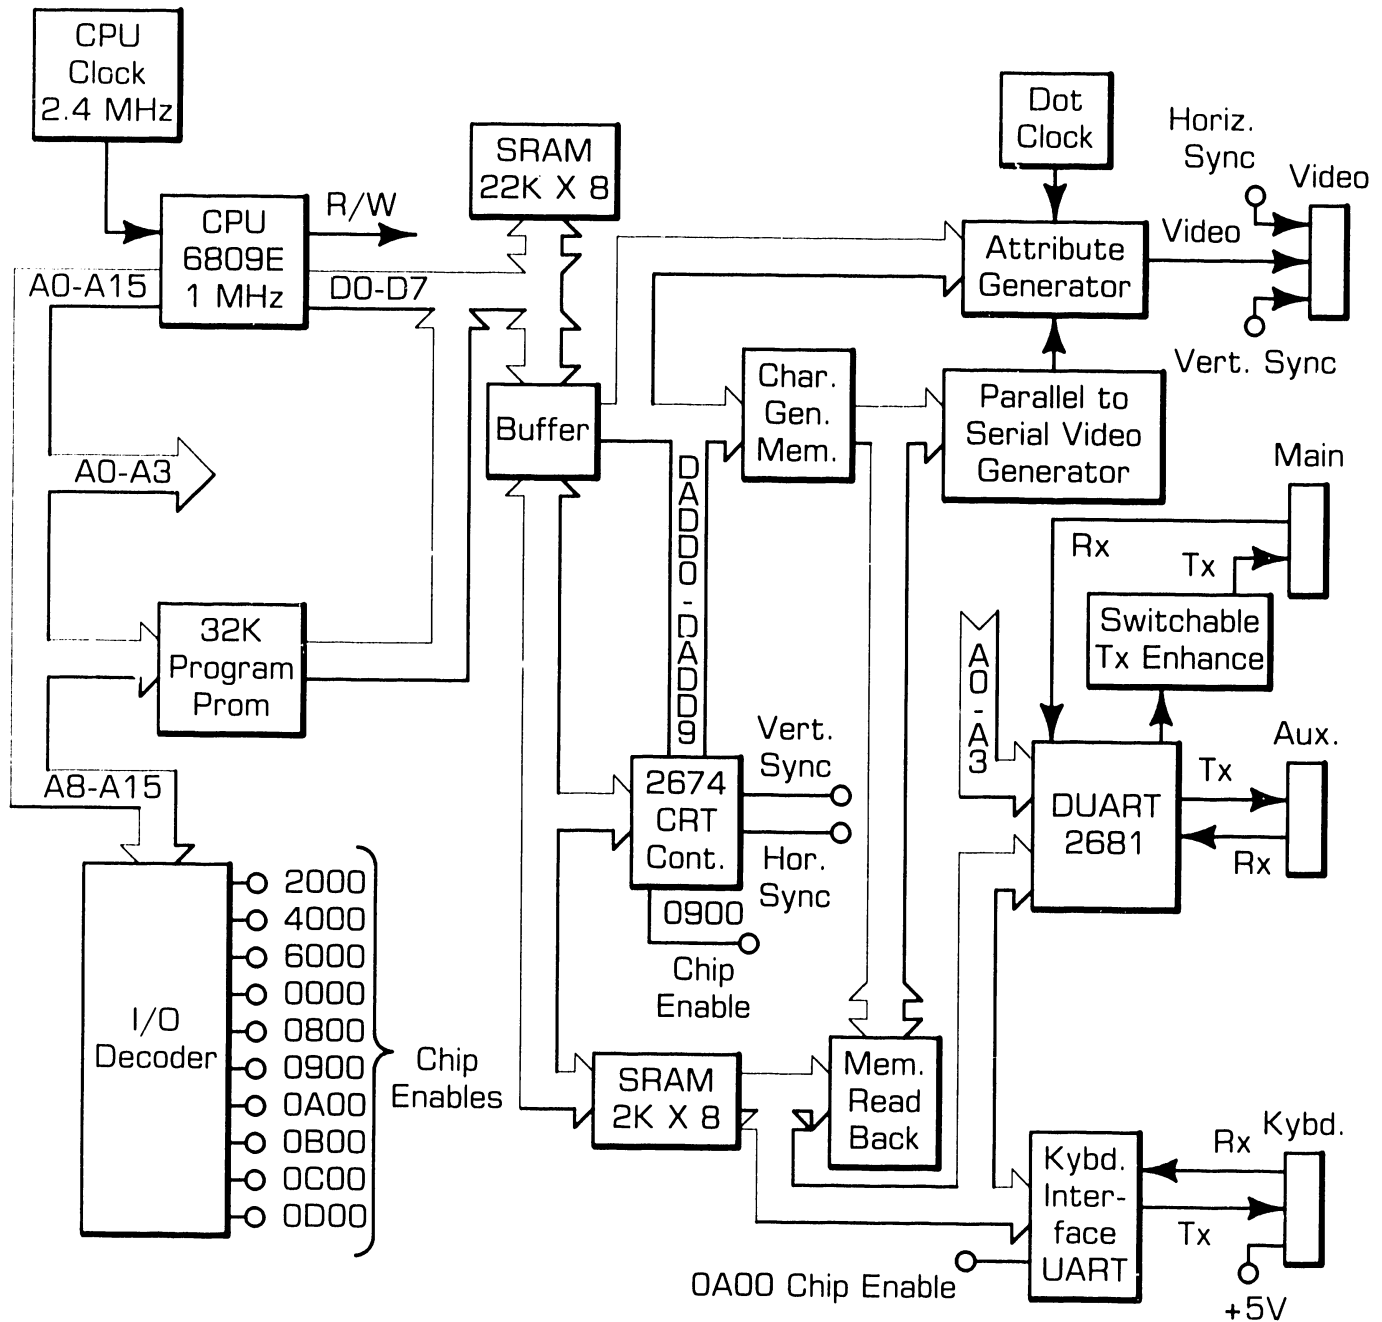 CPU
Clock
2.4 MHz
CPU
6809E
1 MHz
R/W
A0-A15
D0-D7
SRAM
22K X 8
Dot
Clock
Horiz.
Sync
Video
Attribute
Generator
Video
Vert. Sync
Buffer
Char.
Gen.
Mem.
Parallel to
Serial Video
Generator
A0-A3
DADD0-DADD9
Main
Rx
Tx
Switchable
Tx Enhance
32K
Program
Prom
A0-A3
Vert.
Sync
2674
CRT
Cont.
Hor.
Sync
0900
Chip
Enable
DUART
2681
Aux.
Tx
Rx
A8-A15
I/O
Decoder
2000
4000
6000
0000
0800
0900
0A00
0B00
0C00
0D00
Chip
Enables
SRAM
2K X 8
Mem.
Read
Back
Kybd.
Inter-
face
UART
Kybd.
Rx
Tx
0A00 Chip Enable
+5V